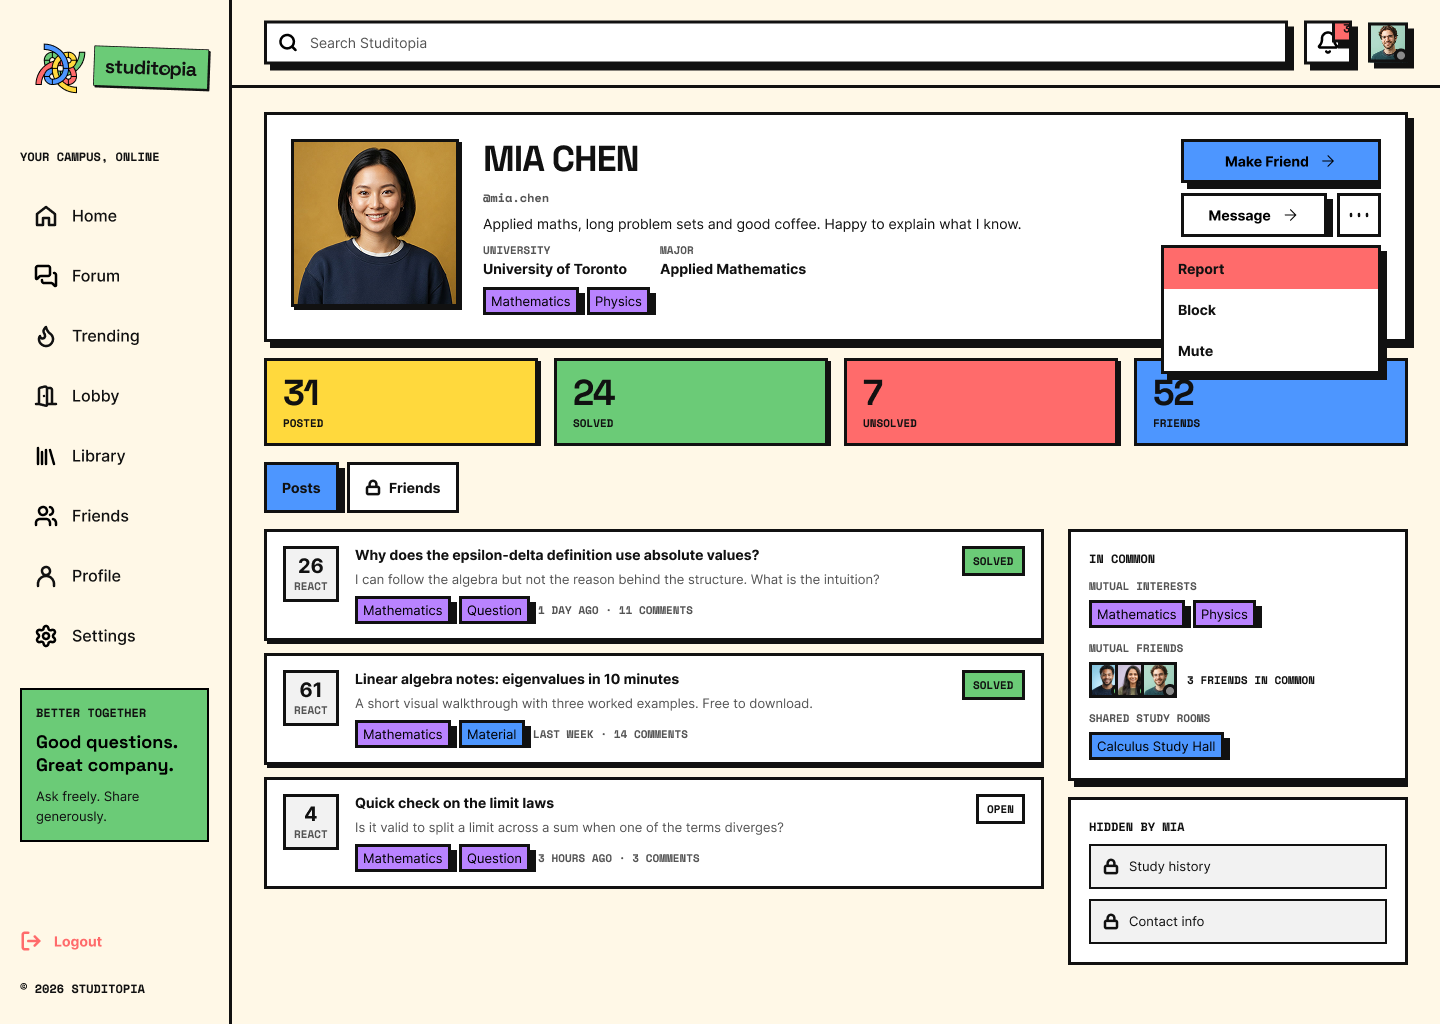 studitopia
Search Studitopia
3
YOUR CAMPUS, ONLINE
Home
Forum
Trending
Lobby
Library
Friends
Profile
Settings
BETTER TOGETHER
Good questions.
Great company.
Ask freely. Share
generously.
Logout
© 2026 STUDITOPIA
MIA CHEN
@mia.chen
Applied maths, long problem sets and good coffee. Happy to explain what I know.
UNIVERSITY MAJOR
University of Toronto Applied Mathematics
Mathematics Physics
Make Friend
Message
Report
Block
Mute
31
POSTED
24
SOLVED
7
UNSOLVED
52
FRIENDS
Posts Friends
26
REACT
Why does the epsilon-delta definition use absolute values?
I can follow the algebra but not the reason behind the structure. What is the intuition?
Mathematics Question 1 DAY AGO · 11 COMMENTS
SOLVED
61
REACT
Linear algebra notes: eigenvalues in 10 minutes
A short visual walkthrough with three worked examples. Free to download.
Mathematics Material LAST WEEK · 14 COMMENTS
SOLVED
4
REACT
Quick check on the limit laws
Is it valid to split a limit across a sum when one of the terms diverges?
Mathematics Question 3 HOURS AGO · 3 COMMENTS
OPEN
IN COMMON
MUTUAL INTERESTS
Mathematics Physics
MUTUAL FRIENDS
3 FRIENDS IN COMMON
SHARED STUDY ROOMS
Calculus Study Hall
HIDDEN BY MIA
Study history
Contact info